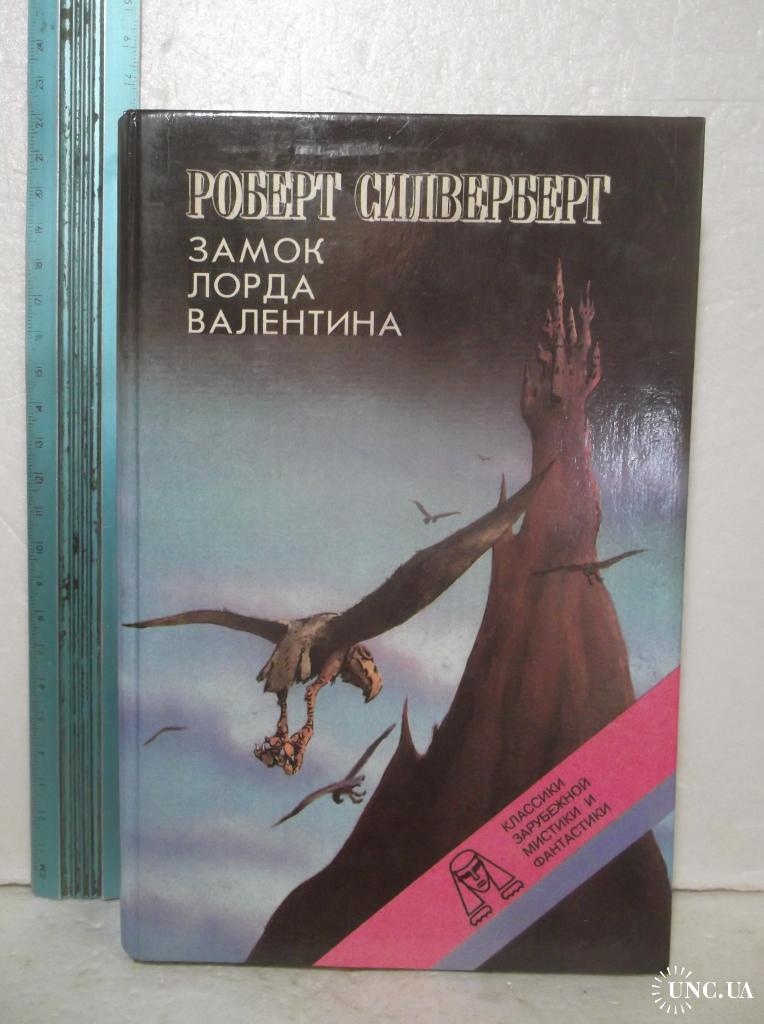 РОБЕРТ СИЛВЕРБЕРГ
ЗАМОК
ЛОРДА
ВАЛЕНТИНА
КЛАССИКИ
ЗАРУБЕЖНОЙ
МИСТИКИ И
ФАНТАСТИКИ
UNC.UA